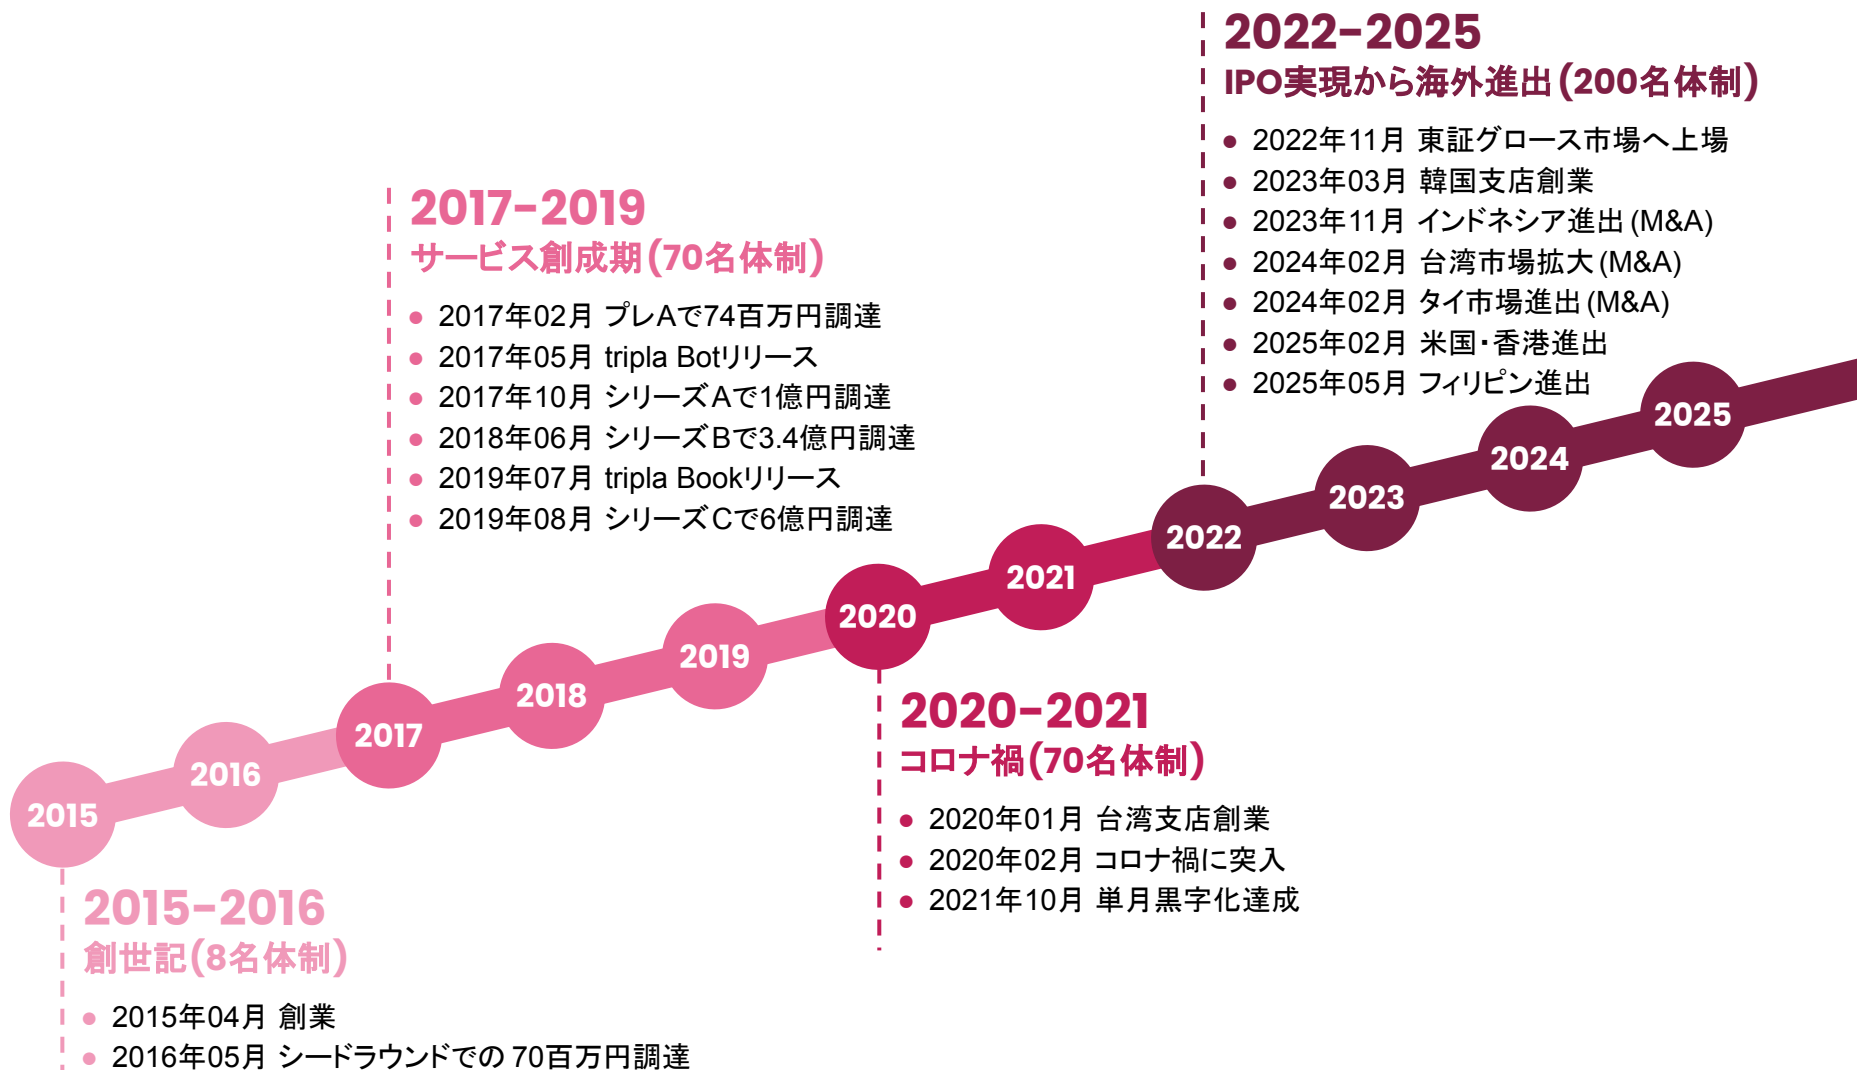 2022-2025
IPO実現から海外進出(200名体制)
2022年11月 東証グロース市場へ上場
2023年03月 韓国支店創業
2023年11月 インドネシア進出(M&A)
2024年02月 台湾市場拡大(M&A)
2024年02月 タイ市場進出(M&A)
2025年02月 米国・香港進出
2025年05月 フィリピン進出
2017-2019
サービス創成期(70名体制)
2017年02月 プレAで74百万円調達
2017年05月 tripla Botリリース
2017年10月 シリーズAで1億円調達
2018年06月 シリーズBで3.4億円調達
2019年07月 tripla Bookリリース
2019年08月 シリーズCで6億円調達
2015
2016
2017
2018
2019
2020
2021
2022
2023
2024
2025
2020-2021
コロナ禍(70名体制)
2020年01月 台湾支店創業
2020年02月 コロナ禍に突入
2021年10月 単月黒字化達成
2015-2016
創世記(8名体制)
2015年04月 創業
2016年05月 シードラウンドでの70百万円調達